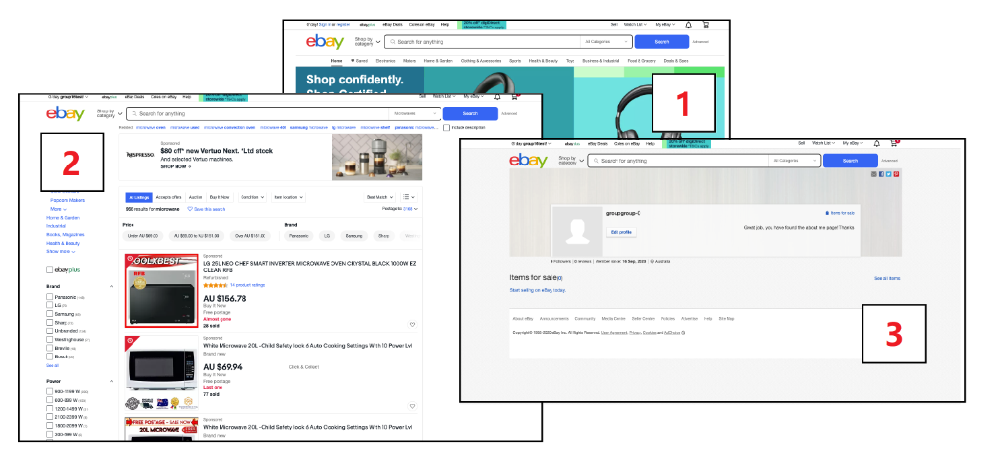 G'day! Sign in or register ebayplus eBay Deals Coles on eBay Help 20% off* digiDirect storewide *T&Cs apply Sell Watch List My eBay
ebay Shop by category Search for anything All Categories Search Advanced
Home Saved Electronics Motors Home & Garden Clothing & Accessories Sports Health & Beauty Toys Business & Industrial Food & Grocery Deals & Saes
Shop confidently.
Shop Certified
1
G'day group16test! ebayplus eBay Deals Coles on eBay Help 20% off* digiDirect storewide *T&Cs apply Sell Watch List My eBay
ebay Shop by category Search for anything Microwaves Search Advanced
Related: microwave oven microwave used microwave convection oven microwave 40l samsung microwave lg microwave microwave shelf panasonic microwave... Include description
2
Sponsored
NESPRESSO.
$80 off* new Vertuo Next. *Ltd stock
And selected Vertuo machines.
SHOP NOW →
Slow Cookers
Popcorn Makers
More
Home & Garden
Industrial
Books, Magazines
Health & Beauty
Show more
ebayplus
Brand
Panasonic (149)
LG (78
Samsung (65)
Sharp (73)
Unbranded (134)
Westinghouse (27)
Breville (18)
Bosch
See all
Power
900-1199 W (399)
600-899 W (150)
1200-1499 W (51
2100-2399 W (8)
1800-2099 W (7)
300-599 W (6)
All Listings Accepts offers Auction Buy It Now Condition Item location Best Match
958 results for microwave Save this search Postage to: 3168
Price Brand
Under AU $69.00 AU $69.00 to AU $151.00 Over AU $151.00 Panasonic LG Samsung Sharp
COOLXBEST
RFB
Sponsored
LG 25L NEO CHEF SMART INVERTER MICROWAVE OVEN CRYSTAL BLACK 1000W EZ
CLEAN RFB
Refurbished
14 product ratings
AU $156.78
Buy It Now
Free postage
Almost gone
28 sold
Sponsored
White Microwave 20L -Child Safety lock 6 Auto Cooking Settings With 10 Power Lvl
Brand new
AU $69.94 Click & Collect
Buy It Now
Free postage
Last one
77 sold
FREE POSTAGE - SALE NOW
20L MICROWAVE FREE
Sponsored
White Microwave 20L -Child Safety lock 6 Auto Cooking Settings With 10 Power Lvl
Brand new
G'day group16test! ebayplus eBay Deals Coles on eBay Help 20% off* digiDirect storewide *T&Cs apply Sell Watch List My eBay
ebay Shop by category Search for anything All Categories Search Advanced
groupgroup-0 Items for sale
Edit profile
Great job, you have found the about me page! Thanks
0 Followers | 0 reviews | Member since: 16 Sep, 2020 | Australia
Items for sale(0) See all items
Start selling on eBay today.
About eBay Announcements Community Media Centre Seller Centre Policies Advertise Help Site Map
Copyright © 1995-2020 eBay Inc. All Rights Reserved. User Agreement, Privacy, Cookies and AdChoice
3